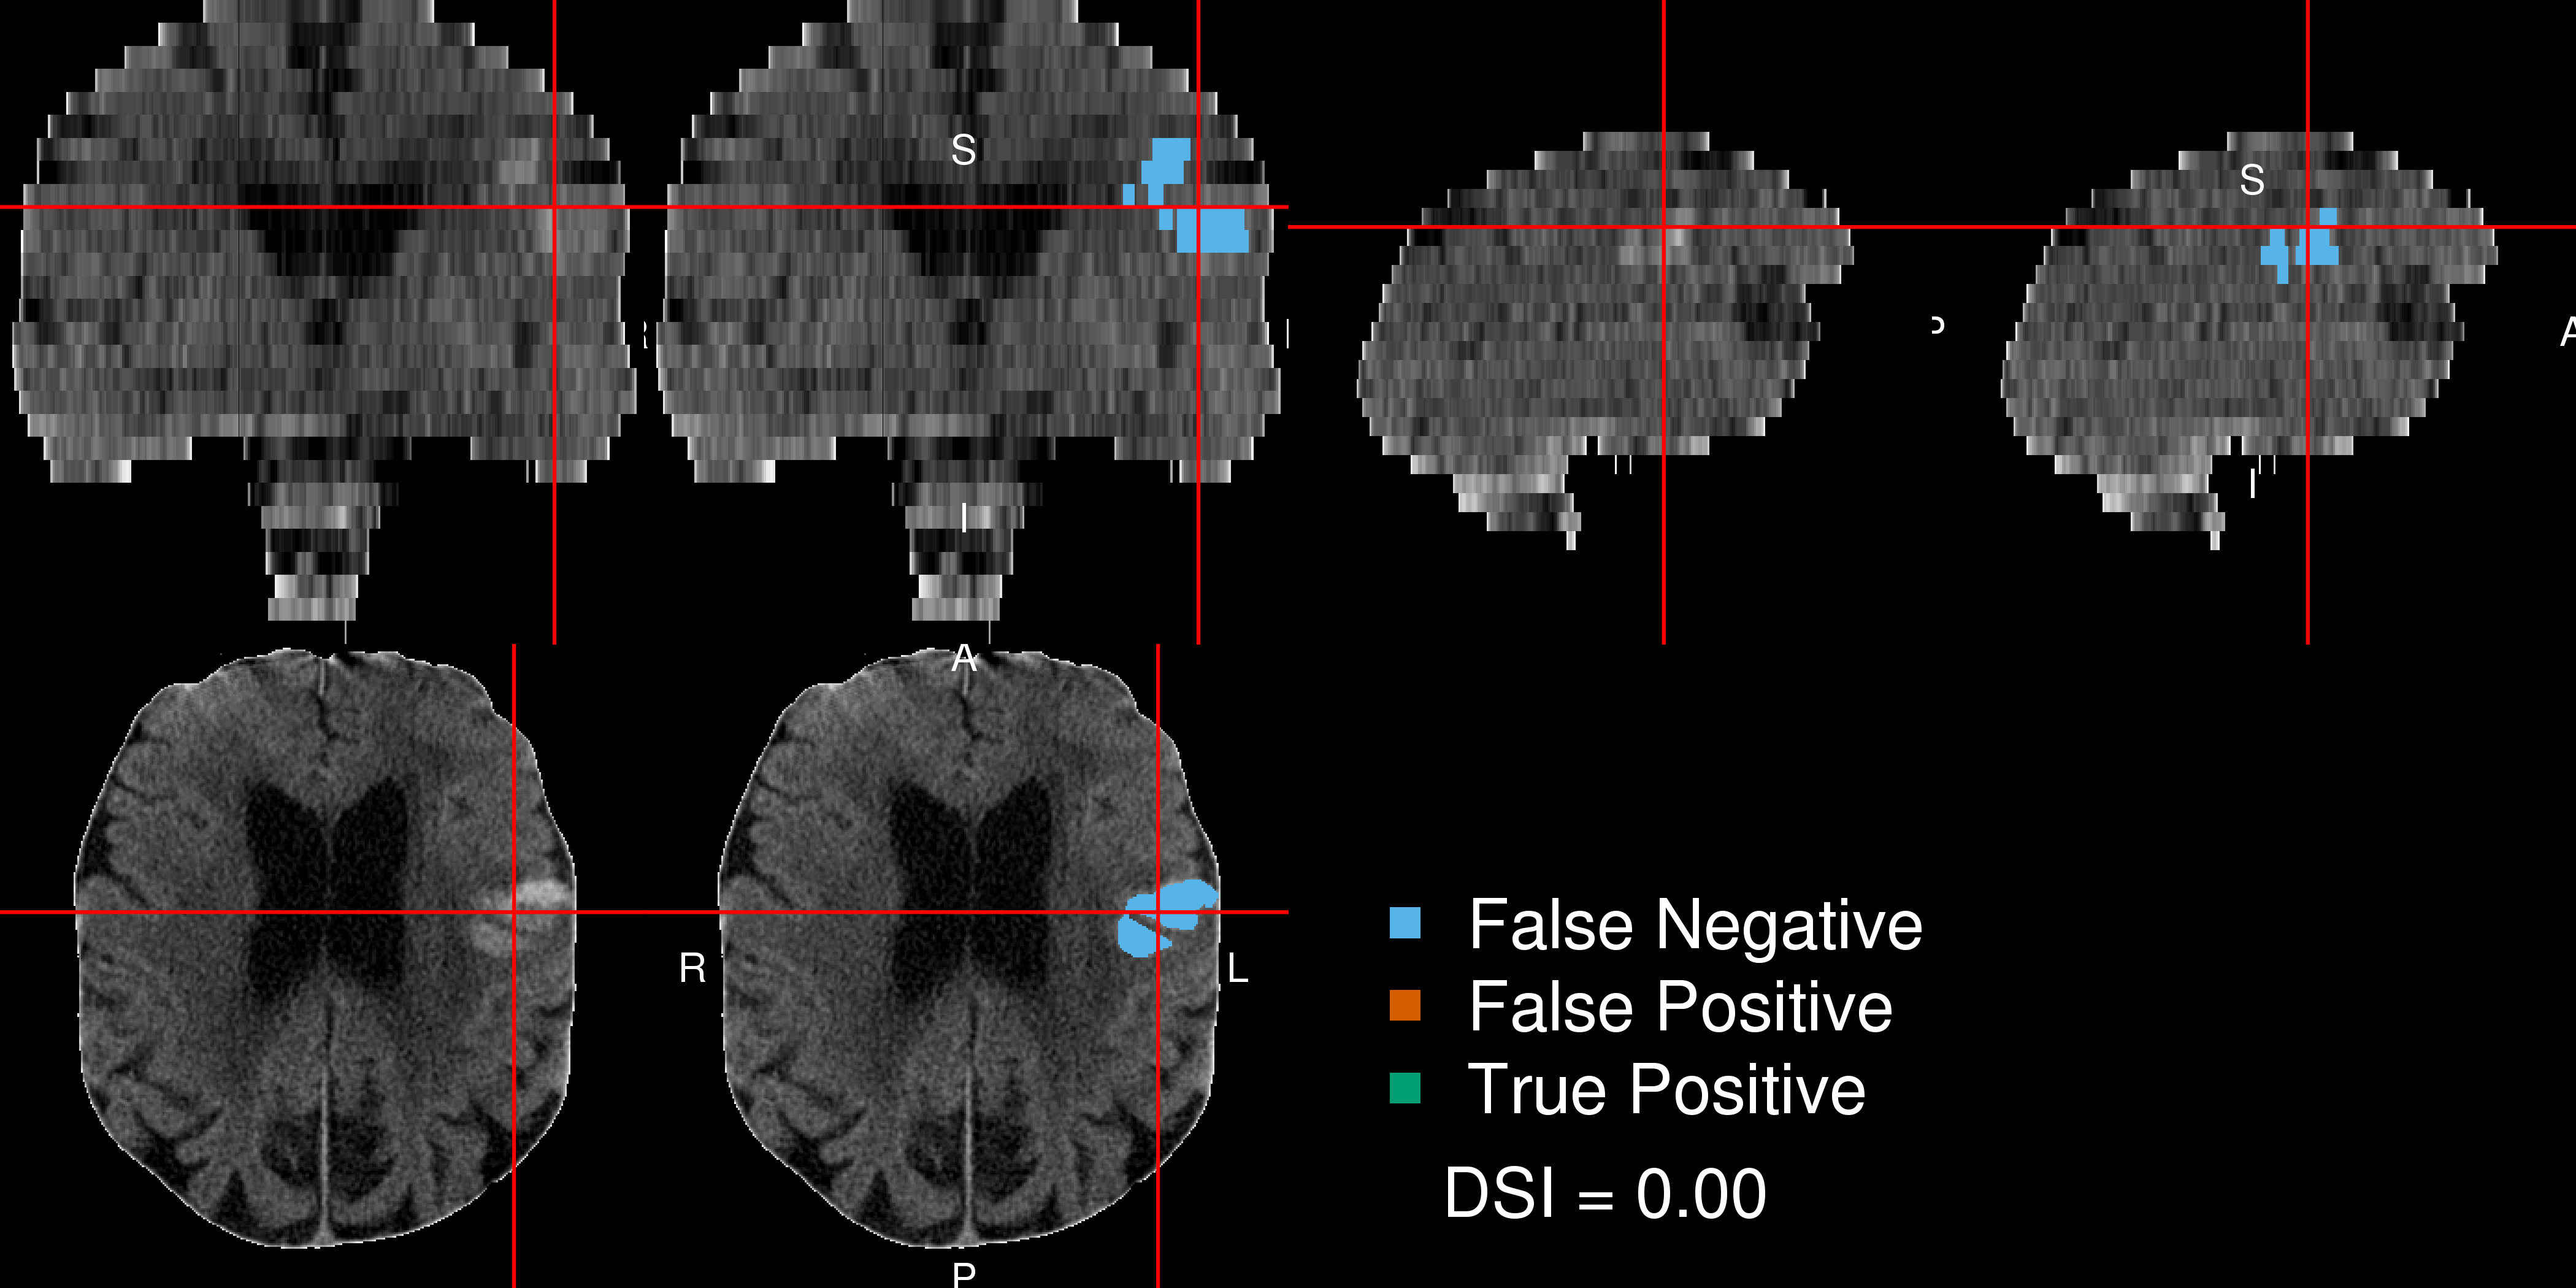 S
S
R
I
P
A
I
I
A
R
L
P
False Negative
False Positive
True Positive
DSI = 0.00